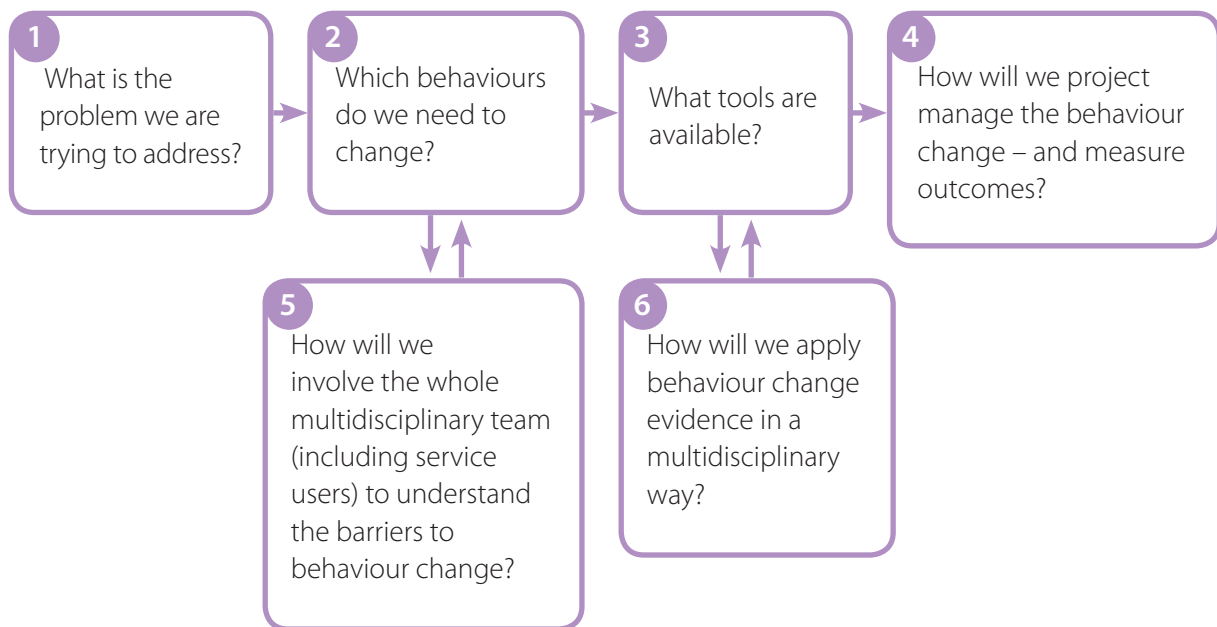 1
What is the
problem we are
trying to address?
2
Which behaviours
do we need to
change?
3
What tools are
available?
4
How will we project
manage the behaviour
change – and measure
outcomes?
5
How will we
involve the whole
multidisciplinary team
(including service
users) to understand
the barriers to
behaviour change?
6
How will we apply
behaviour change
evidence in a
multidisciplinary
way?